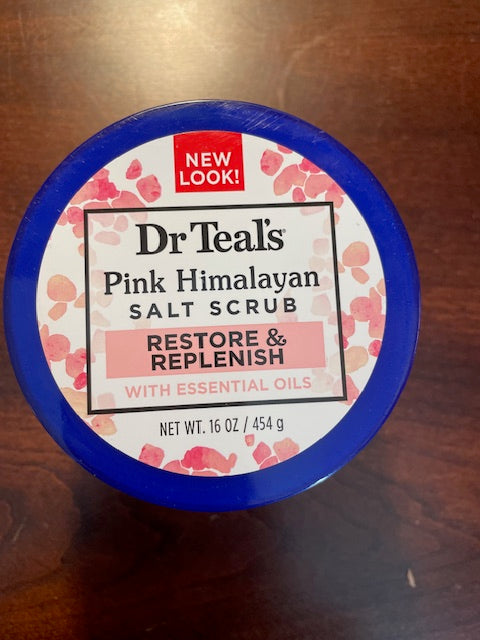 NEW
LOOK!
Dr Teal's
Pink Himalayan
SALT SCRUB
RESTORE &
REPLENISH
WITH ESSENTIAL OILS
NET WT. 16 OZ / 454 g